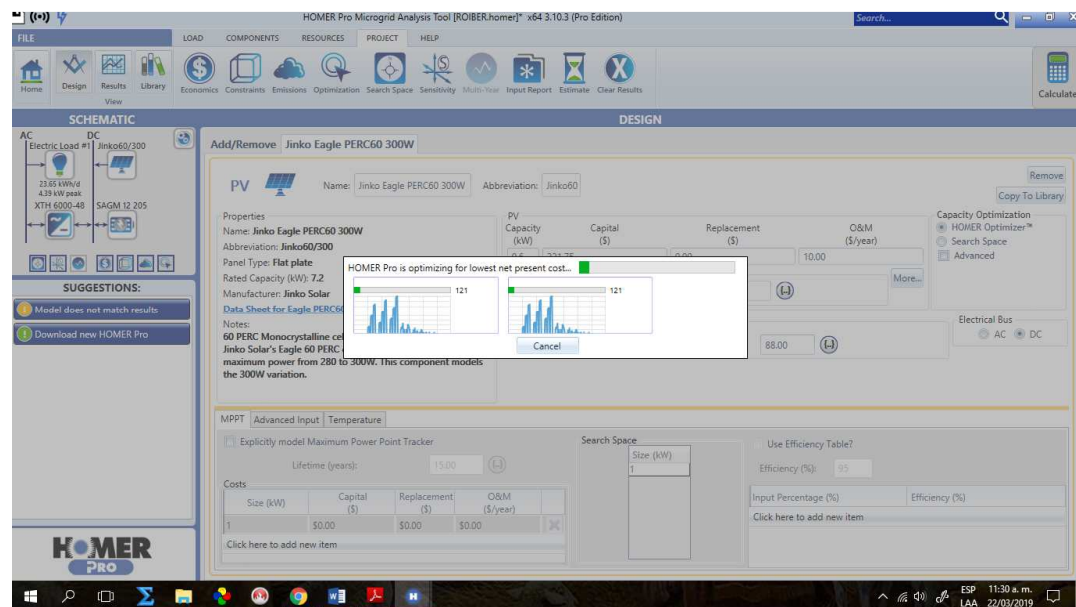 HOMER Pro Microgrid Analysis Tool [ROIBER.homer]* x64 3.10.3 (Pro Edition)
Search...
FILE
LOAD COMPONENTS RESOURCES PROJECT HELP
Home
Design
Results
Library
View
Economics
Constraints
Emissions
Optimization
Search Space
Sensitivity
Multi-Year
Input Report
Estimate
Clear Results
Calculate
SCHEMATIC
DESIGN
AC DC
Electric Load #1
Jinko60/300
23.65 kWh/d
4.39 kW peak
XTH 6000-48
SAGM 12 205
SUGGESTIONS:
Model does not match results
Download new HOMER Pro
HOMER
PRO
Add/Remove Jinko Eagle PERC60 300W
PV
Name: Jinko Eagle PERC60 300W
Abbreviation: Jinko60
Remove
Copy To Library
Properties
Name: Jinko Eagle PERC60 300W
Abbreviation: Jinko60/300
Panel Type: Flat plate
Rated Capacity (kW): 7.2
Manufacturer: Jinko Solar
Data Sheet for Eagle PERC60
Notes:
60 PERC Monocrystalline cel
Jinko Solar's Eagle 60 PERC
maximum power from 280 to 300W. This component models
the 300W variation.
PV
Capacity
(kW)
Capital
($)
Replacement
($)
O&M
($/year)
10.00
More...
88.00
Capacity Optimization
HOMER Optimizer™
Search Space
Advanced
Electrical Bus
AC DC
HOMER Pro is optimizing for lowest net present cost...
121
121
Cancel
MPPT Advanced Input Temperature
Explicitly model Maximum Power Point Tracker
Lifetime (years): 15.00
Costs
Size (kW)
Capital
($)
Replacement
($)
O&M
($/year)
1 $0.00 $0.00 $0.00
Click here to add new item
Search Space
Size (kW)
1
Use Efficiency Table?
Efficiency (%): 95
Input Percentage (%)
Efficiency (%)
Click here to add new item
ESP
LAA
11:30 a. m.
22/03/2019